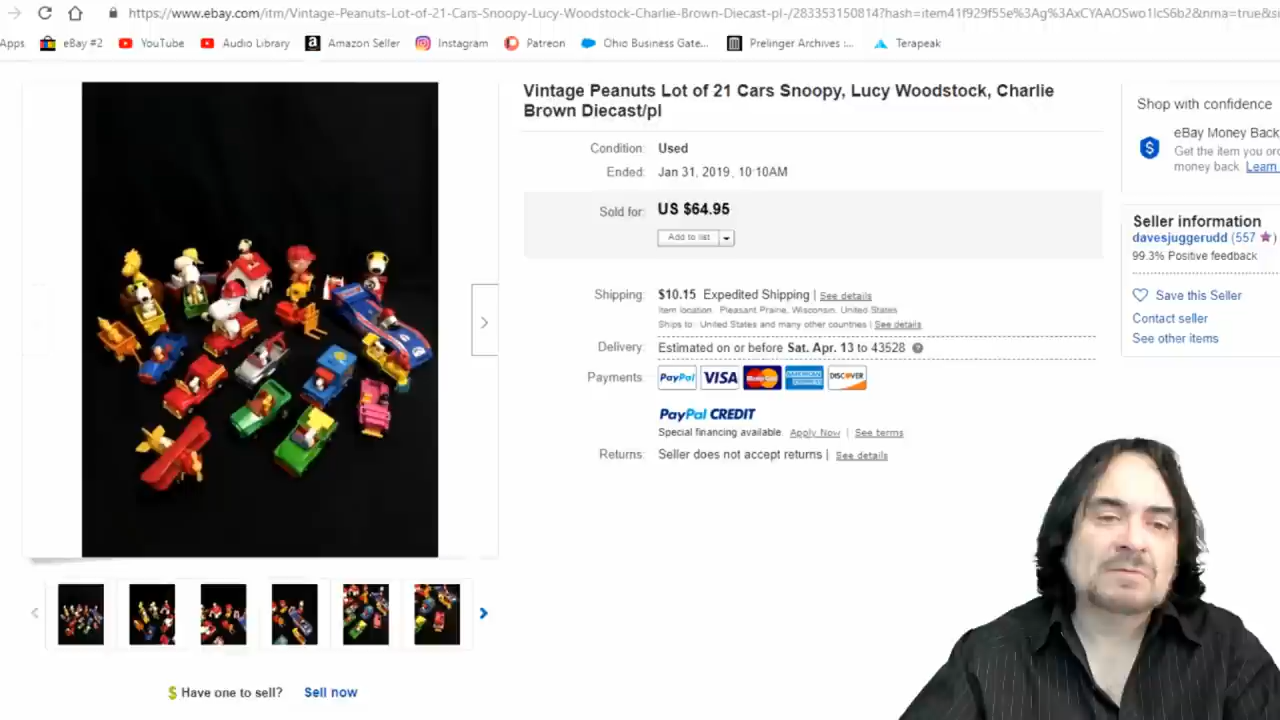 https://www.ebay.com/itm/Vintage-Peanuts-Lot-of-21-Cars-Snoopy-Lucy-Woodstock-Charlie-Brown-Diecast-pl-/283353150814?hash=item41f929f55e%3Ag%3AxCYAAOSwo1lcS6b2&nma=true&si
Apps eBay #2 YouTube Audio Library Amazon Seller Instagram Patreon Ohio Business Gate... Prelinger Archives :... Terapeak
Vintage Peanuts Lot of 21 Cars Snoopy, Lucy Woodstock, Charlie
Brown Diecast/pl
Condition: Used
Ended: Jan 31, 2019 , 10:10AM
Sold for: US $64.95
Add to list
Shipping: $10.15 Expedited Shipping | See details
Item location: Pleasant Prairie, Wisconsin, United States
Ships to: United States and many other countries | See details
Delivery: Estimated on or before Sat. Apr. 13 to 43528
Payments: PayPal VISA MasterCard AMERICAN EXPRESS DISCOVER
PayPal CREDIT
Special financing available. Apply Now | See terms
Returns: Seller does not accept returns | See details
Shop with confidence
eBay Money Back
Get the item you or
money back. Learn
Seller information
davesjuggerudd (557 )
99.3% Positive feedback
Save this Seller
Contact seller
See other items
Have one to sell? Sell now